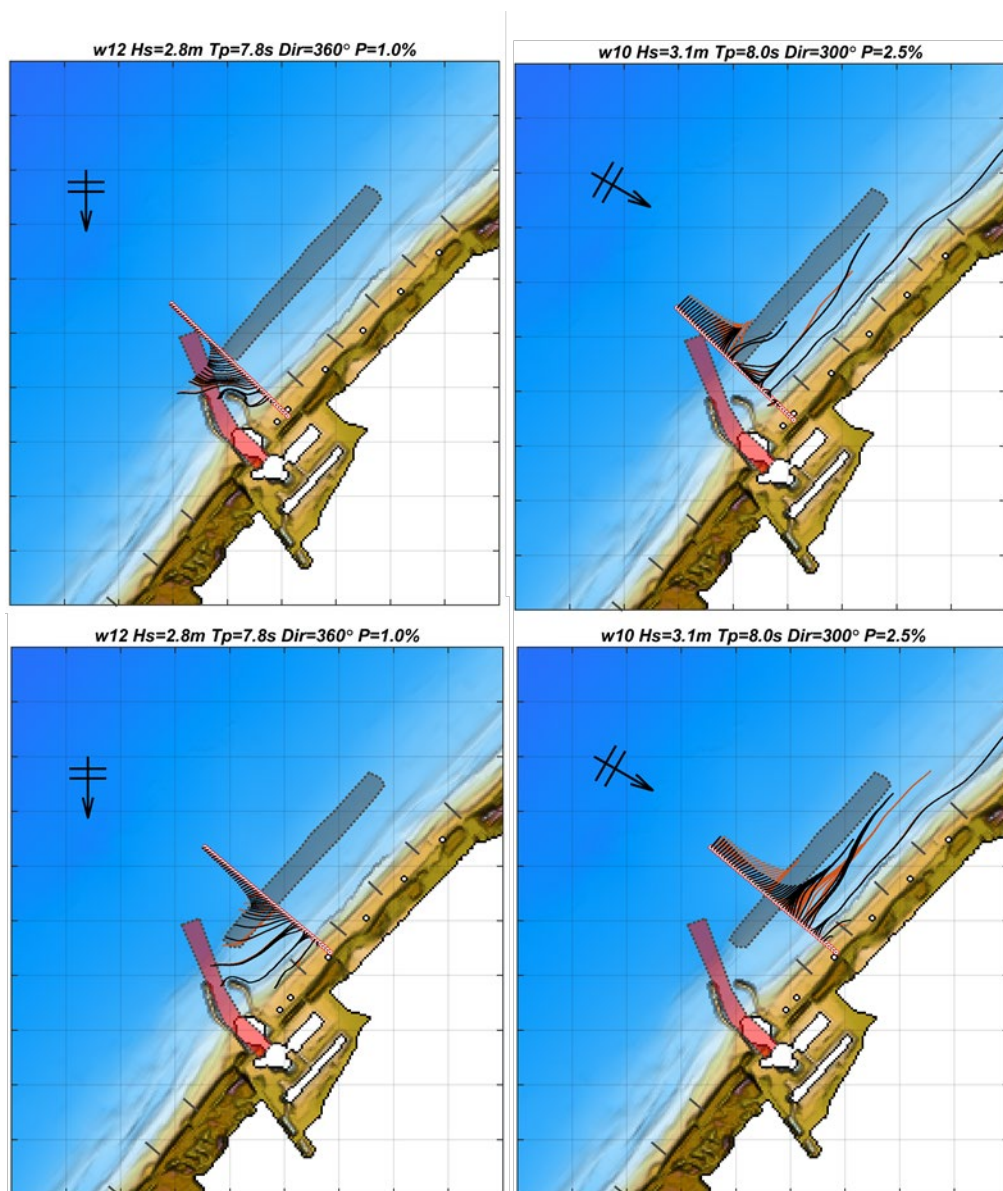 w12 Hs=2.8m Tp=7.8s Dir=360° P=1.0%
w10 Hs=3.1m Tp=8.0s Dir=300° P=2.5%
w12 Hs=2.8m Tp=7.8s Dir=360° P=1.0%
w10 Hs=3.1m Tp=8.0s Dir=300° P=2.5%